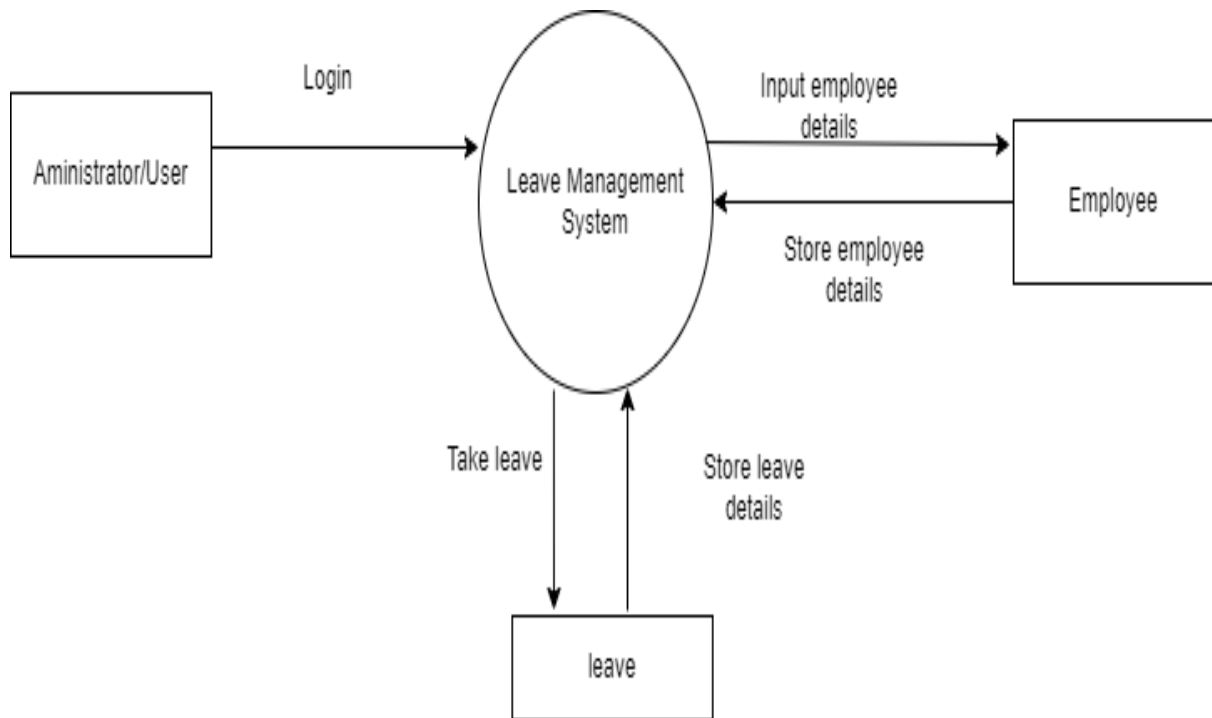 Login
Aministrator/User
Leave Management
System
Input employee
details
Employee
Store employee
details
Take leave
Store leave
details
leave